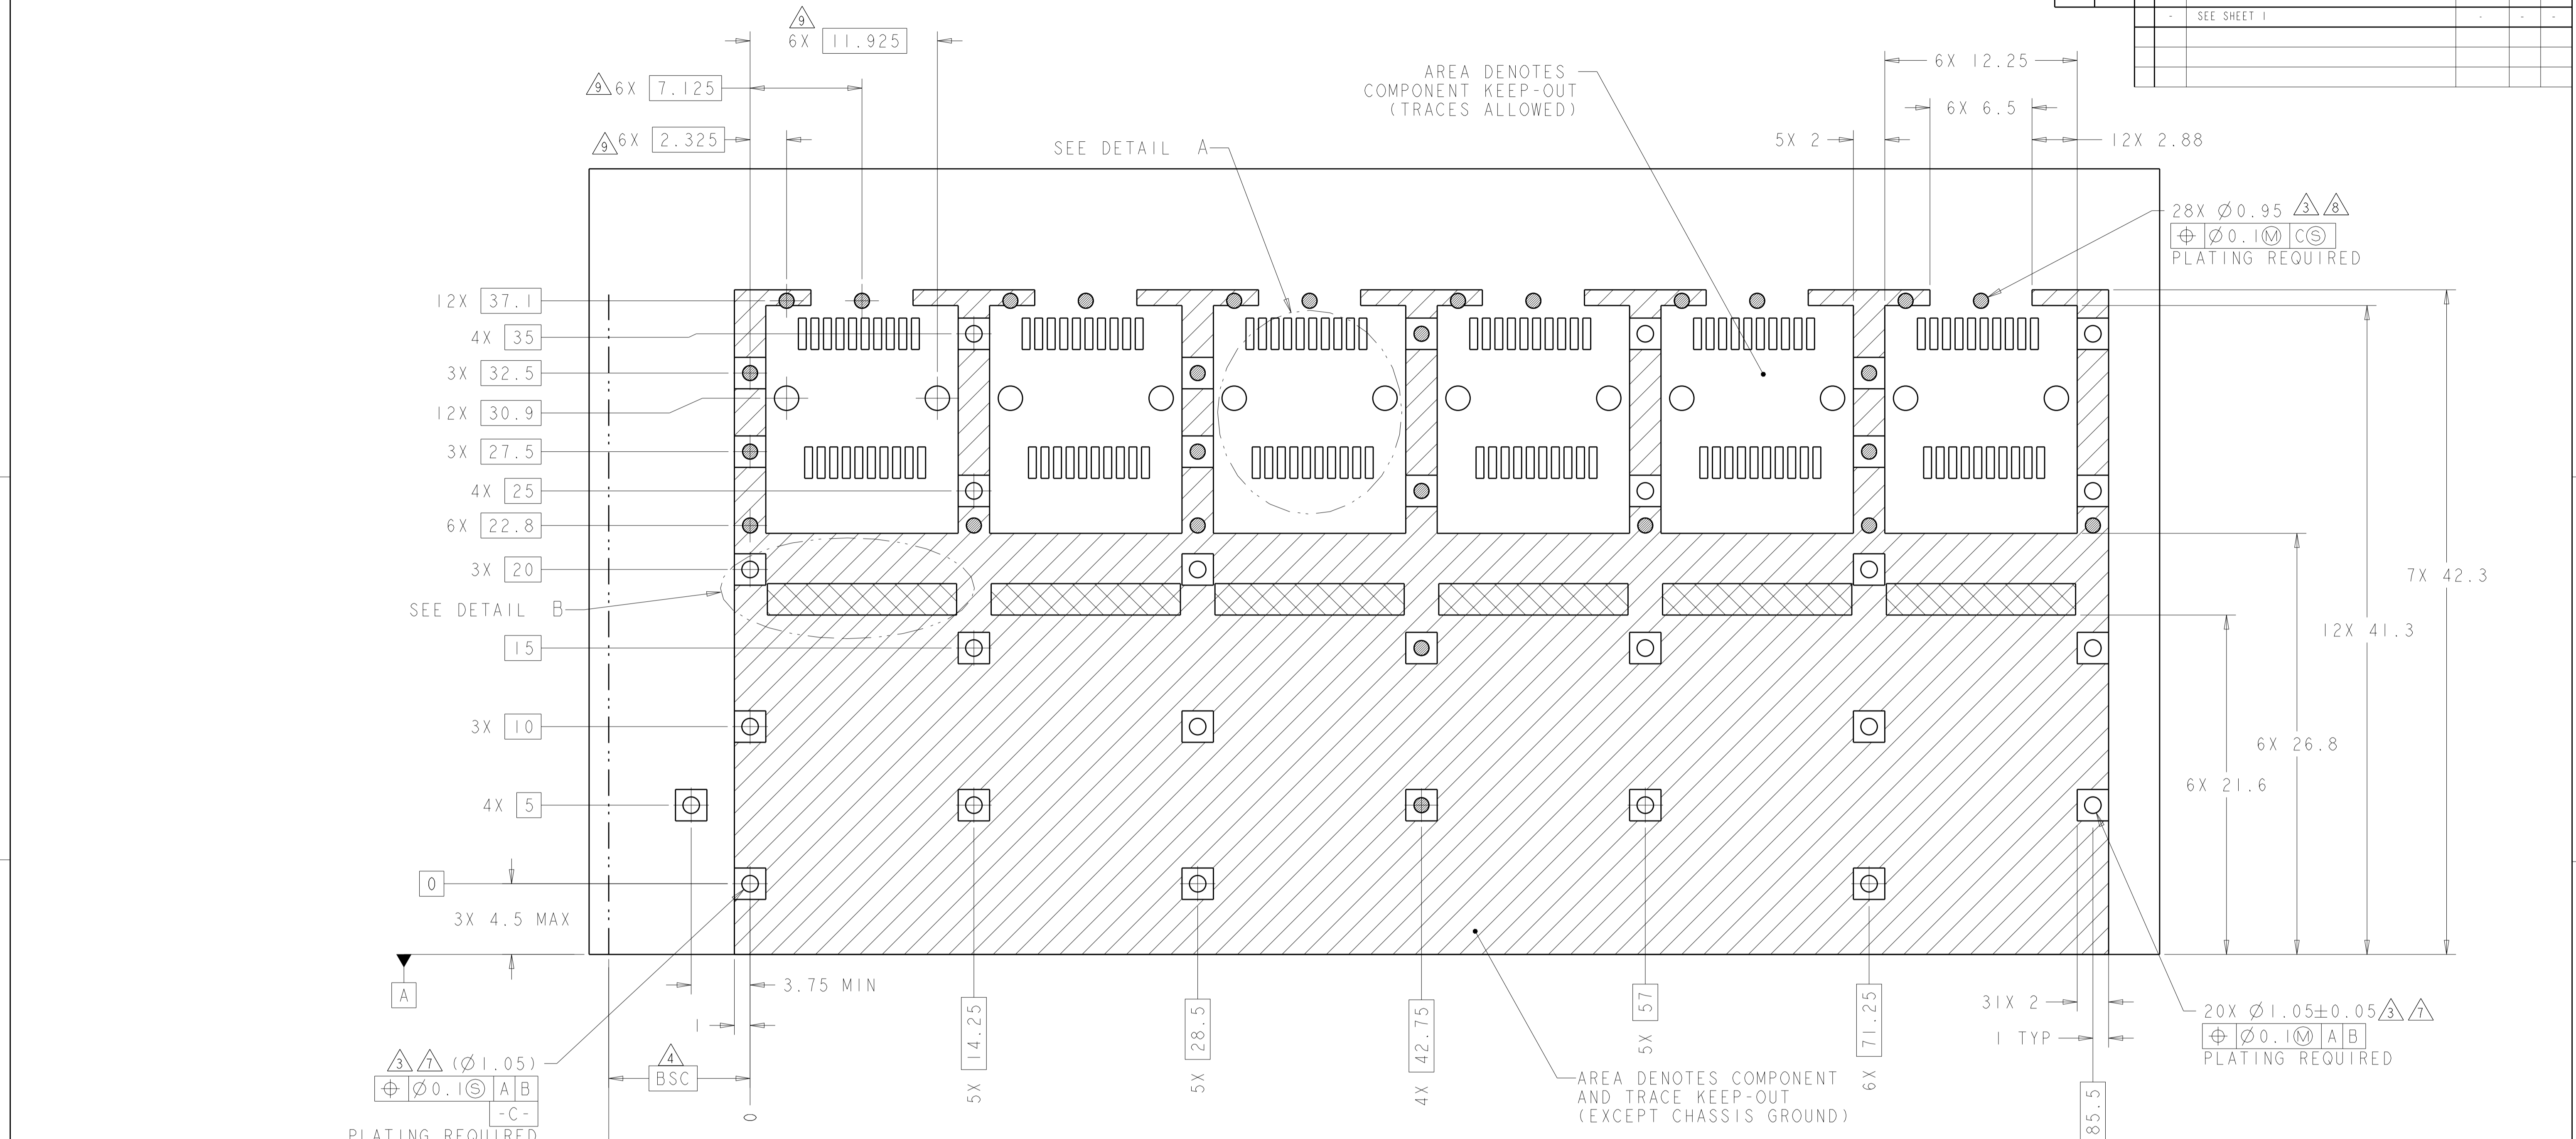 - SEE SHEET 1 - - -
9
6X 11.925
9 6X 7.125
9 6X 2.325
SEE DETAIL A
AREA DENOTES
COMPONENT KEEP-OUT
(TRACES ALLOWED)
6X 12.25
6X 6.5
5X 2
12X 2.88
28X Ø0.95 3 8
⌖ Ø0.1Ⓜ CⓈ
PLATING REQUIRED
12X 37.1
4X 35
3X 32.5
12X 30.9
3X 27.5
4X 25
6X 22.8
3X 20
SEE DETAIL B
15
3X 10
4X 5
0
3X 4.5 MAX
A
7X 42.3
12X 41.3
6X 26.8
6X 21.6
3.75 MIN
1
4
BSC
0
3 7 (Ø1.05)
⌖ Ø0.1Ⓢ A B
-C-
PLATING REQUIRED
5X 14.25
5X 28.5
4X 42.75
5X 57
6X 71.25
85.5
31X 2
1 TYP
20X Ø1.05±0.05 3 7
⌖ Ø0.1Ⓜ A B
PLATING REQUIRED
AREA DENOTES COMPONENT
AND TRACE KEEP-OUT
(EXCEPT CHASSIS GROUND)